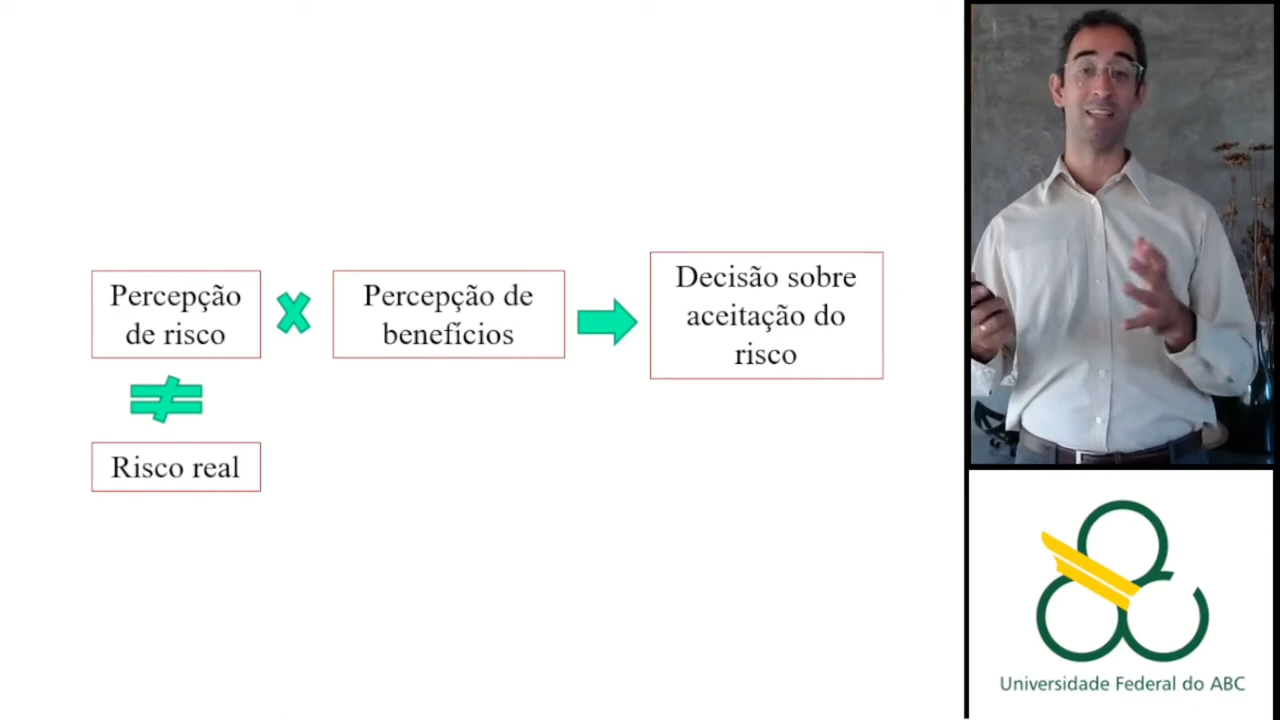 Percepção
de risco
Percepção de
benefícios
Decisão sobre
aceitação do
risco
Risco real
Universidade Federal do ABC